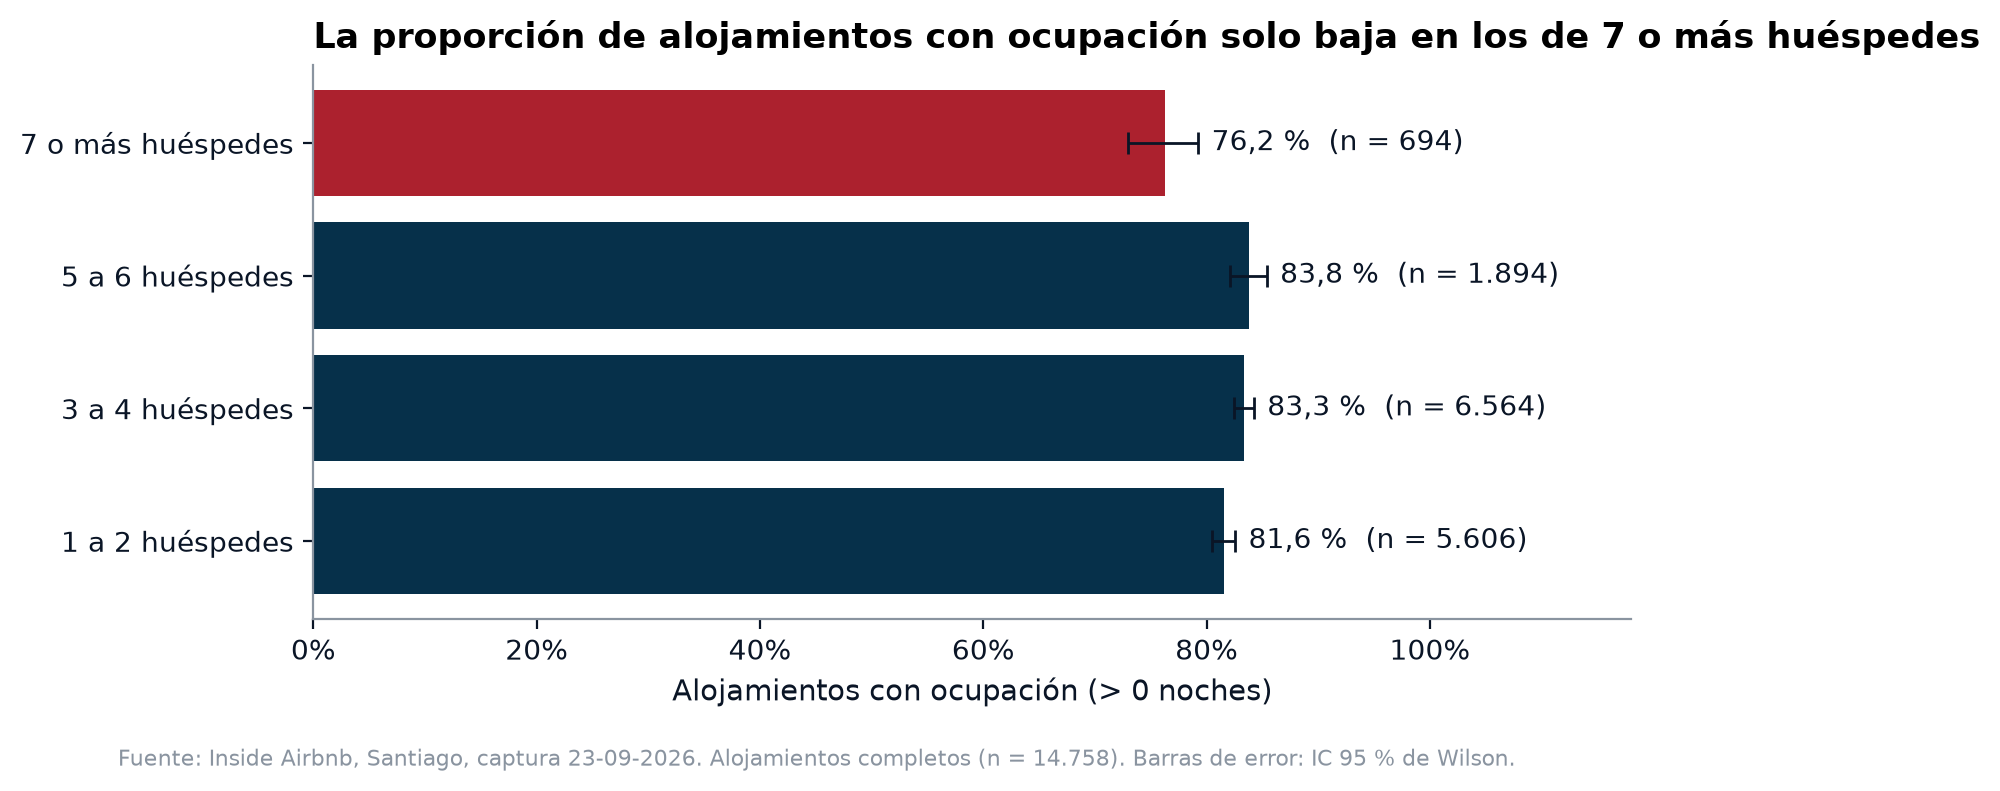 La proporción de alojamientos con ocupación solo baja en los de 7 o más huéspedes
7 o más huéspedes
76,2 %  (n = 694)
5 a 6 huéspedes
83,8 %  (n = 1.894)
3 a 4 huéspedes
83,3 %  (n = 6.564)
1 a 2 huéspedes
81,6 %  (n = 5.606)
0% 20% 40% 60% 80% 100%
Alojamientos con ocupación (> 0 noches)
Fuente: Inside Airbnb, Santiago, captura 23-09-2026. Alojamientos completos (n = 14.758). Barras de error: IC 95 % de Wilson.